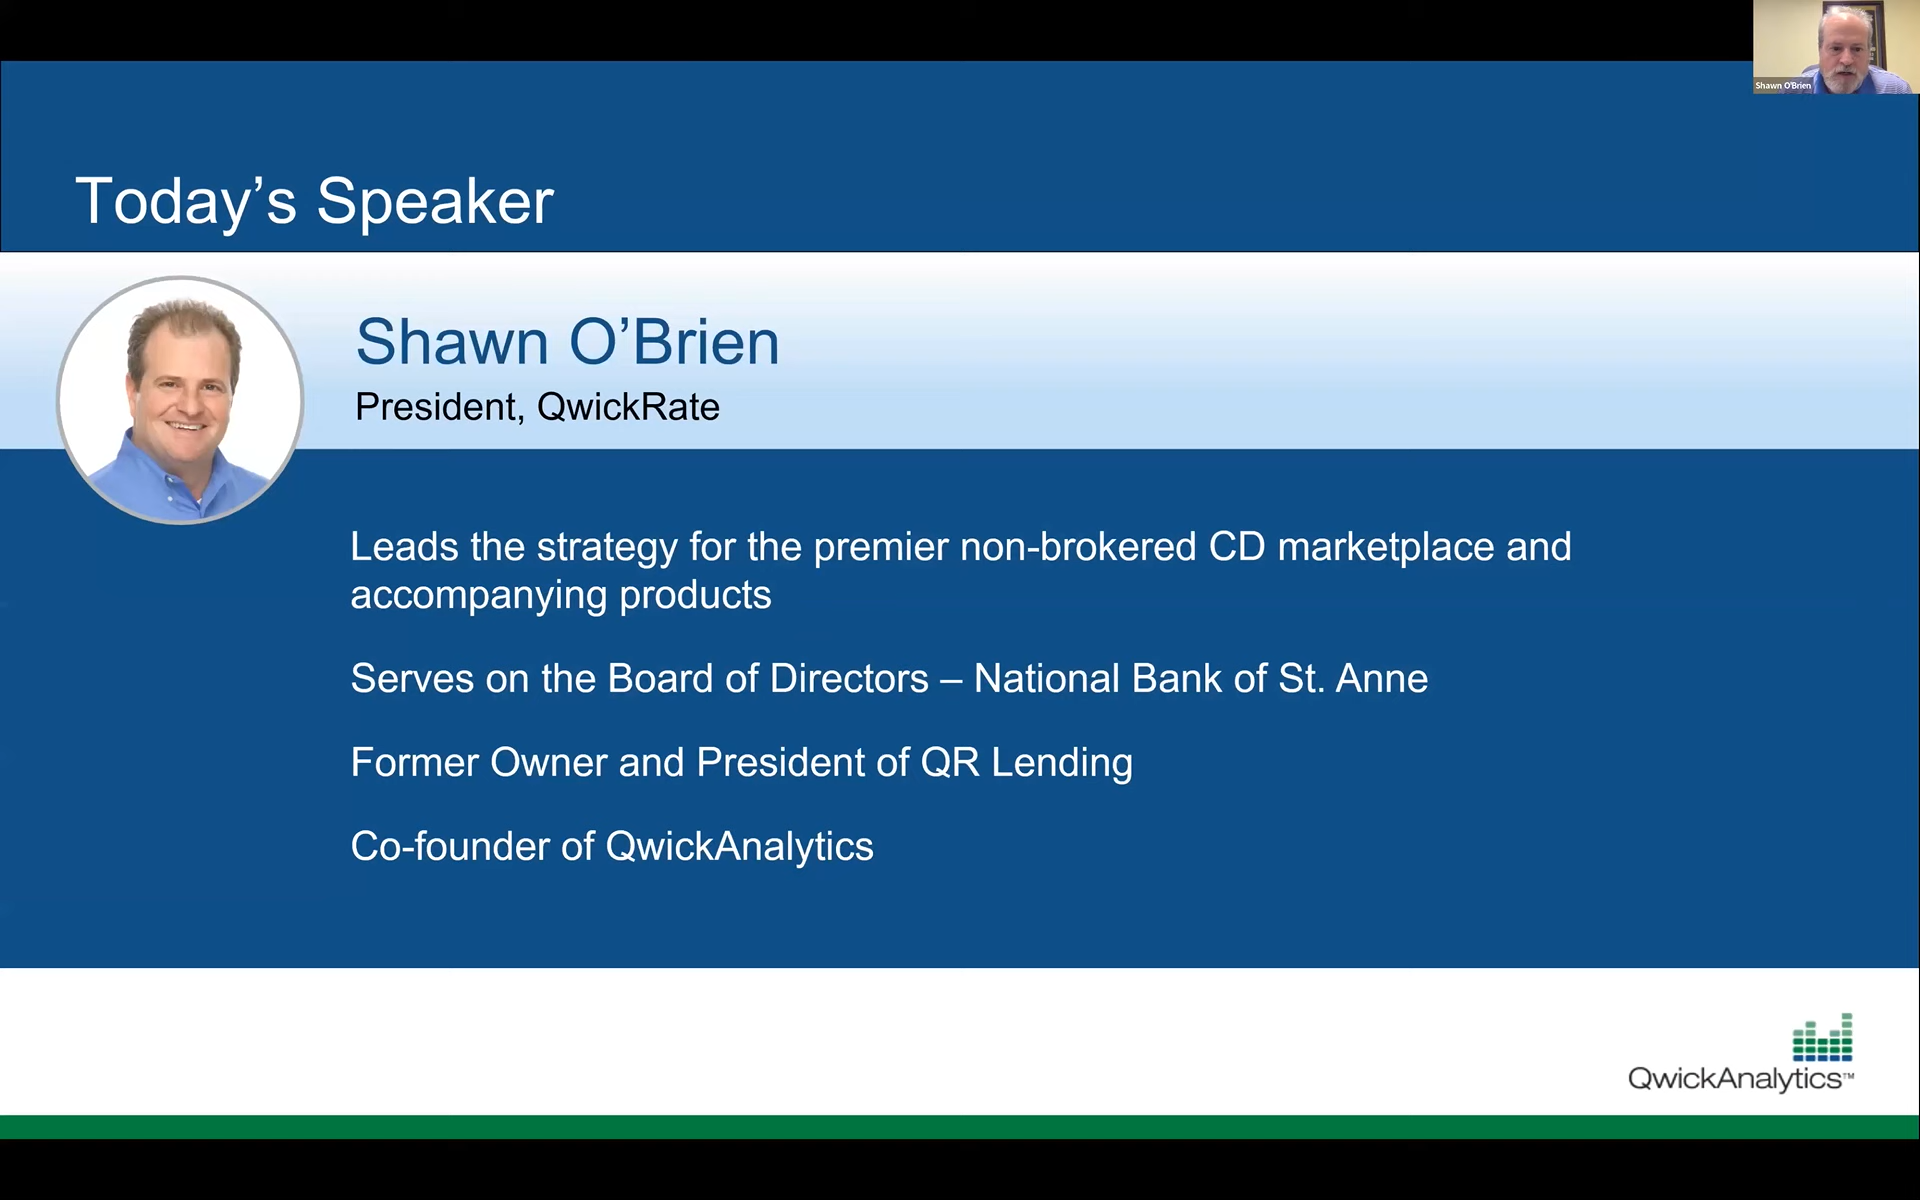 Shawn O'Brien
Today’s Speaker
Shawn O’Brien
President, QwickRate
Leads the strategy for the premier non-brokered CD marketplace and
accompanying products
Serves on the Board of Directors – National Bank of St. Anne
Former Owner and President of QR Lending
Co-founder of QwickAnalytics
QwickAnalytics™